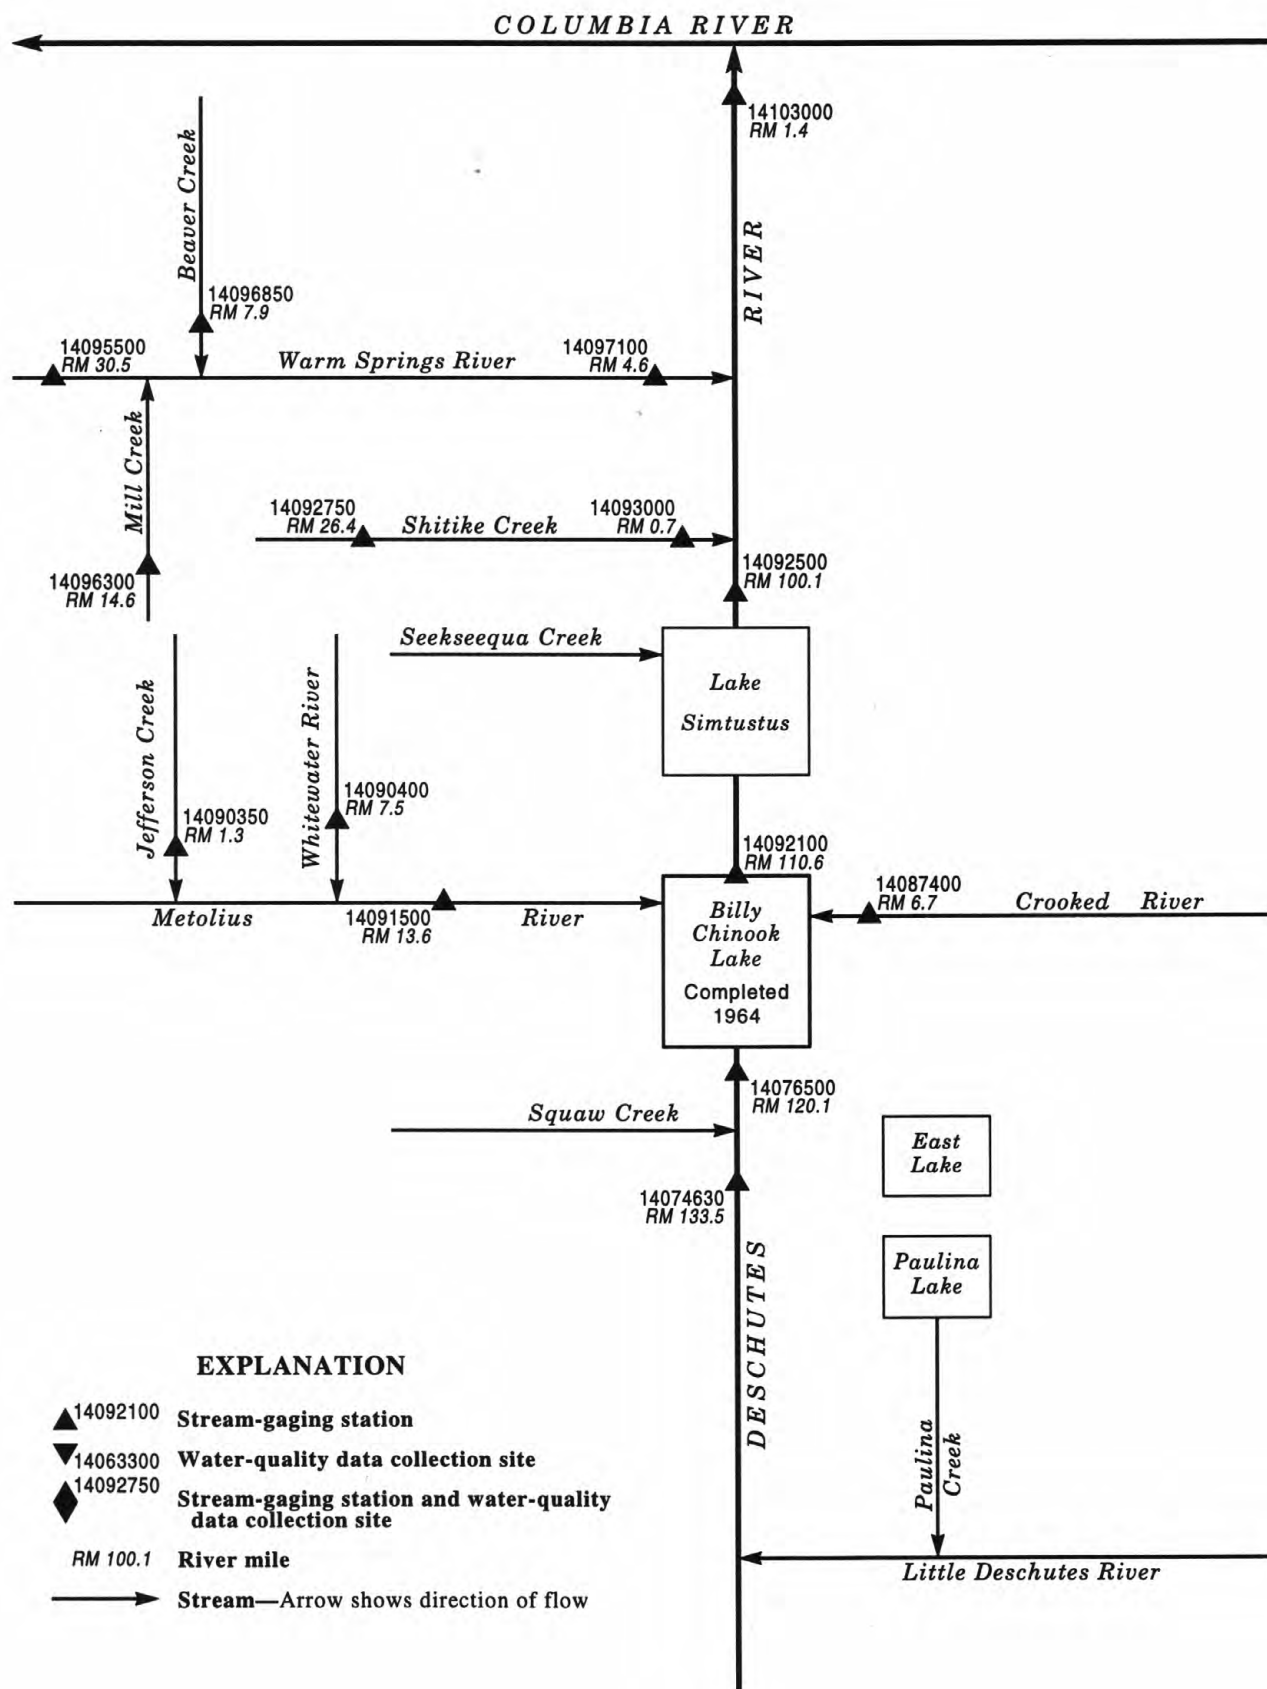 COLUMBIA RIVER
14103000
RM 1.4
Beaver Creek
RIVER
14096850
RM 7.9
14095500
RM 30.5
Warm Springs River
14097100
RM 4.6
Mill Creek
14092750
RM 26.4
Shitike Creek
14093000
RM 0.7
14092500
RM 100.1
14096300
RM 14.6
Seekseequa Creek
Lake
Simtustus
Jefferson Creek
Whitewater River
14090400
RM 7.5
14090350
RM 1.3
14092100
RM 110.6
14087400
RM 6.7
Crooked River
Metolius River
14091500
RM 13.6
Billy
Chinook
Lake
Completed
1964
14076500
RM 120.1
Squaw Creek
East
Lake
14074630
RM 133.5
DESCHUTES
Paulina
Lake
Paulina
Creek
Little Deschutes River
EXPLANATION
14092100 Stream-gaging station
14063300 Water-quality data collection site
14092750 Stream-gaging station and water-quality
data collection site
RM 100.1 River mile
Stream—Arrow shows direction of flow